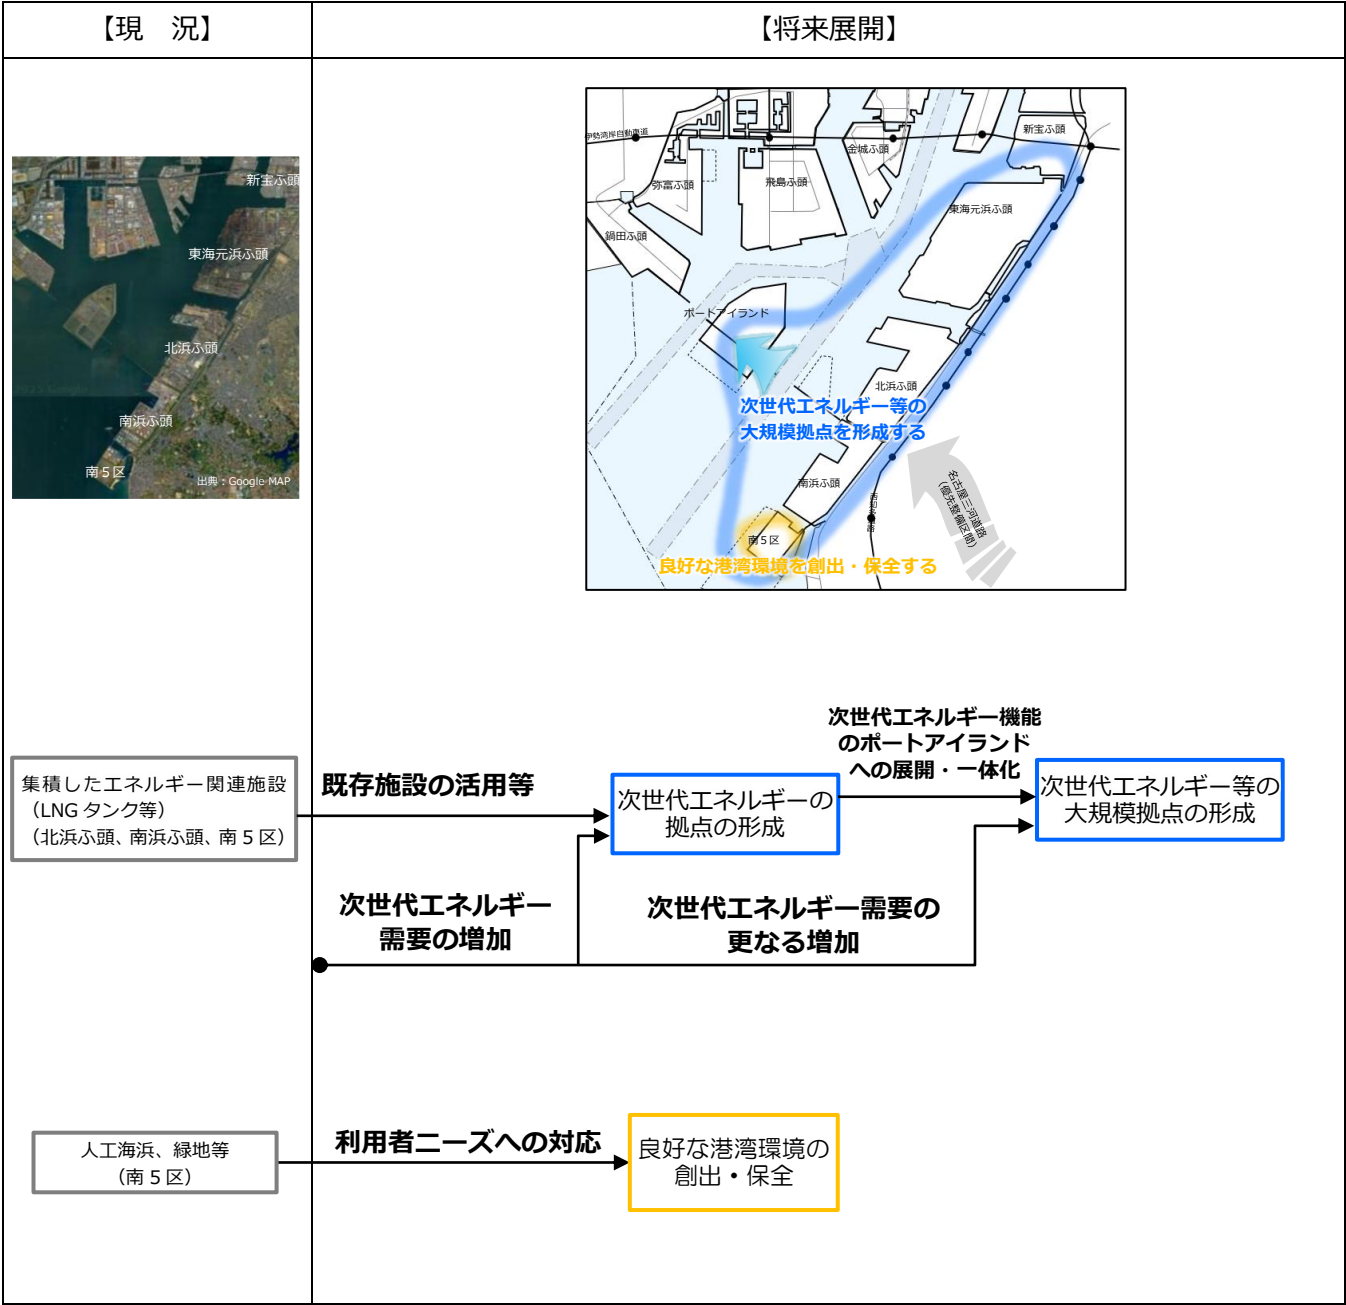 【現　況】
【将来展開】
新宝ふ頭
東海元浜ふ頭
北浜ふ頭
南浜ふ頭
南５区
出典：Google MAP
伊勢湾岸自動車道
新宝ふ頭
金城ふ頭
弥富ふ頭
飛島ふ頭
東海元浜ふ頭
鍋田ふ頭
ポートアイランド
北浜ふ頭
次世代エネルギー等の
大規模拠点を形成する
南浜ふ頭
西知多道路
名古屋三河道路
（優先整備区間）
南５区
良好な港湾環境を創出・保全する
集積したエネルギー関連施設
（LNG タンク等）
（北浜ふ頭、南浜ふ頭、南 5 区）
既存施設の活用等
次世代エネルギーの
拠点の形成
次世代エネルギー機能
のポートアイランド
への展開・一体化
次世代エネルギー等の
大規模拠点の形成
次世代エネルギー
需要の増加
次世代エネルギー需要の
更なる増加
人工海浜、緑地等
（南 5 区）
利用者ニーズへの対応
良好な港湾環境の
創出・保全